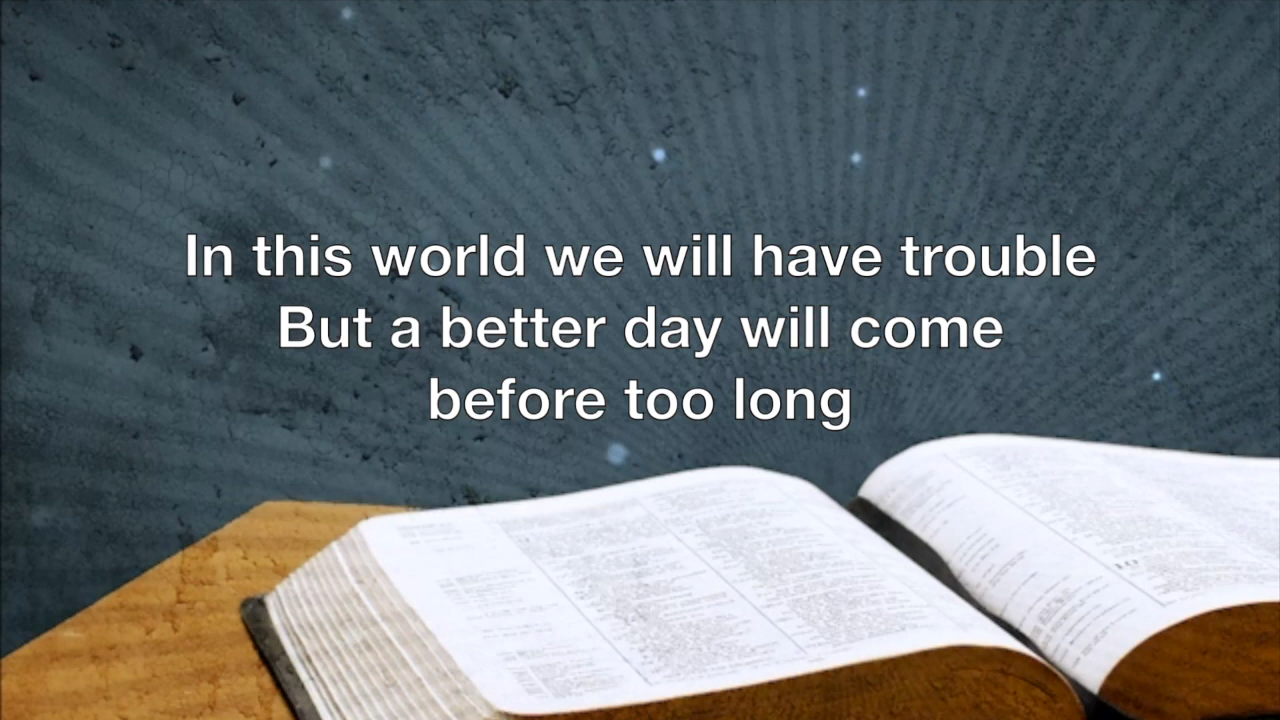 In this world we will have trouble
But a better day will come
before too long